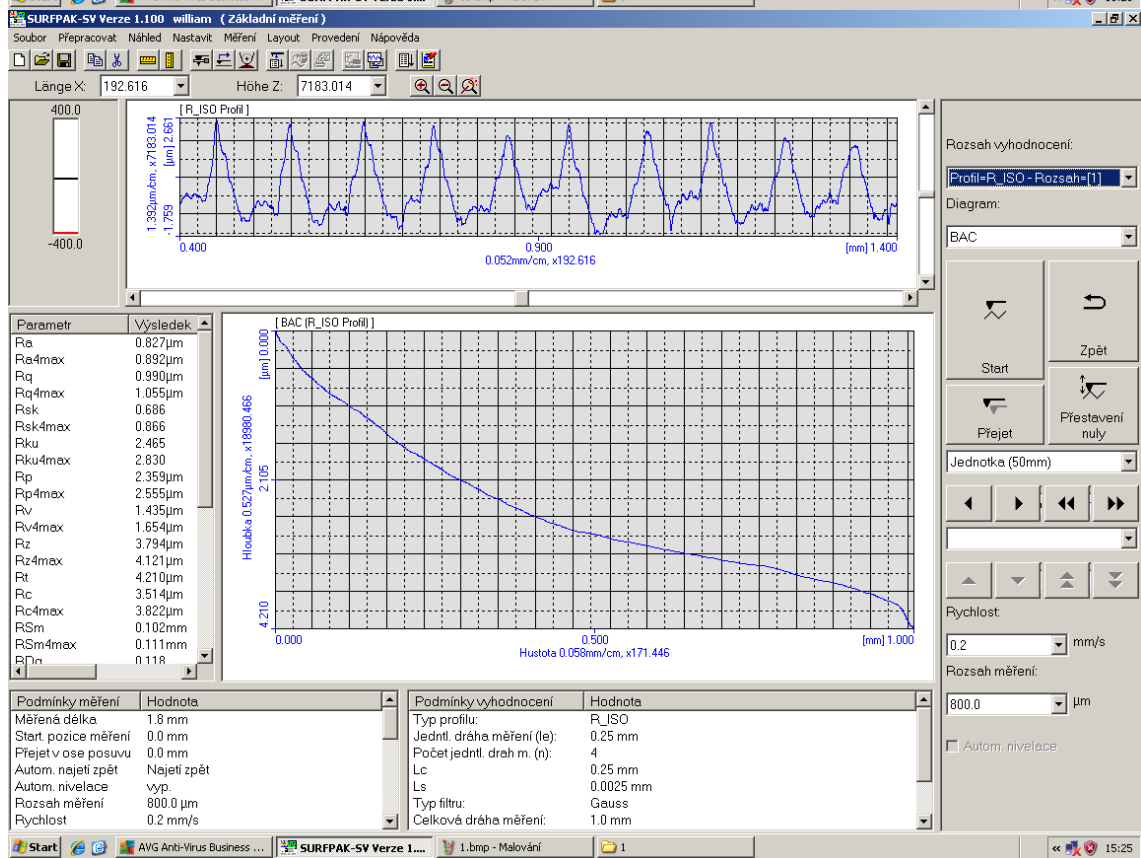 SURFPAK-SV Verze 1.100 william ( Základní měření )
Soubor Přepracovat Náhled Nastavit Měření Layout Provedení Nápověda
Länge X: 192.616 Höhe Z: 7183.014
400.0
-400.0
[ R_ISO Profil ]
1.392µm/cm, x7183.014
-1.759 [µm] 2.661
0.400 0.900 [mm] 1.400
0.052mm/cm, x192.616
Rozsah vyhodnocení:
Profil=R_ISO - Rozsah=[1]
Diagram:
BAC
Start
Zpět
Přejet
Přestavení nuly
Jednotka (50mm)
Rychlost:
0.2 mm/s
Rozsah měření:
800.0 µm
Autom. nivelace
Parametr Výsledek
Ra 0.827µm
Ra4max 0.892µm
Rq 0.990µm
Rq4max 1.055µm
Rsk 0.686
Rsk4max 0.866
Rku 2.465
Rku4max 2.830
Rp 2.359µm
Rp4max 2.555µm
Rv 1.435µm
Rv4max 1.654µm
Rz 3.794µm
Rz4max 4.121µm
Rt 4.210µm
Rc 3.514µm
Rc4max 3.822µm
RSm 0.102mm
RSm4max 0.111mm
RDq 0.118
[ BAC (R_ISO Profil) ]
Hloubka 0.527µm/cm, x18980.466
4.210 2.105 [µm] 0.000
0.000 0.500 [mm] 1.000
Hustota 0.058mm/cm, x171.446
Podmínky měření Hodnota
Měřená délka 1.8 mm
Start. pozice měření 0.0 mm
Přejet v ose posuvu 0.0 mm
Autom. najetí zpět Najetí zpět
Autom. nivelace vyp.
Rozsah měření 800.0 µm
Rychlost 0.2 mm/s
Podmínky vyhodnocení Hodnota
Typ profilu: R_ISO
Jedntl. dráha měření (le): 0.25 mm
Počet jedntl. drah m. (n): 4
Lc 0.25 mm
Ls 0.0025 mm
Typ filtru: Gauss
Celková dráha měření: 1.0 mm
Start AVG Anti-Virus Business ... SURFPAK-SV Verze 1.... 1.bmp - Malování 1 15:25